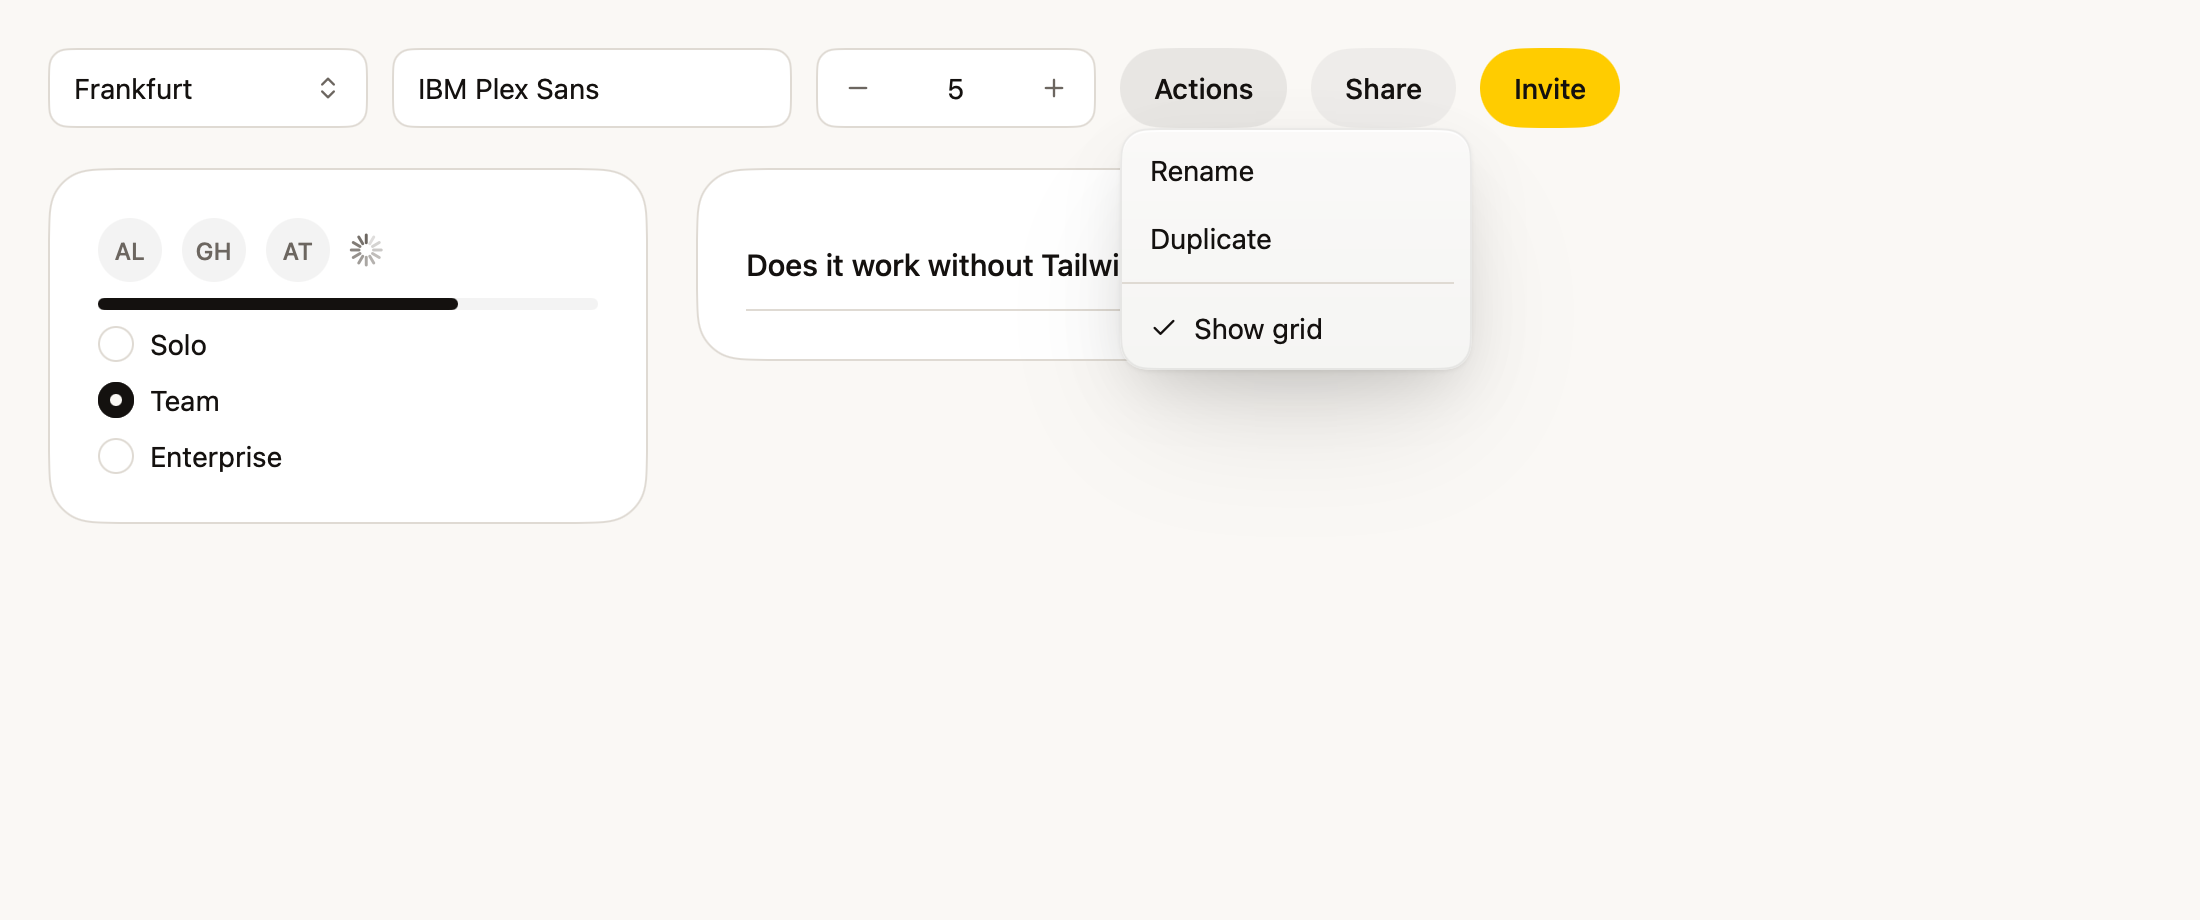 Frankfurt
IBM Plex Sans
5
Actions
Share
Invite
AL
GH
AT
Solo
Team
Enterprise
Does it work without
Rename
Duplicate
Show grid